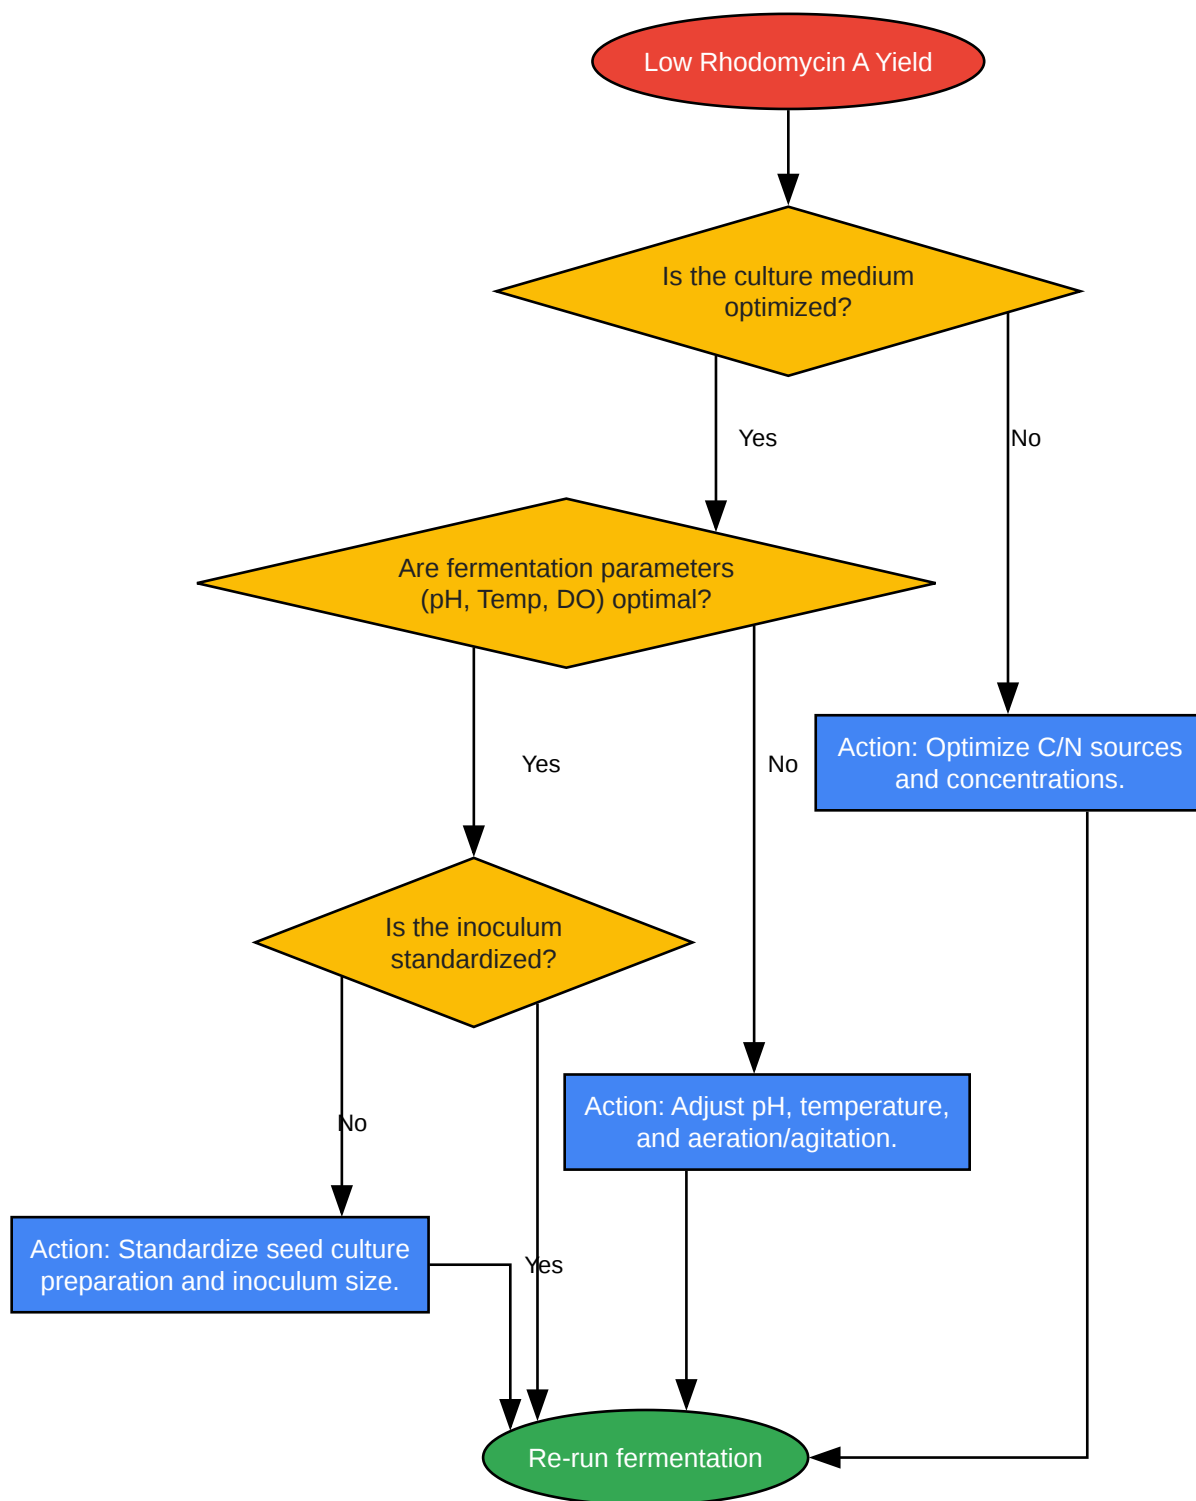 Low Rhodomycin A Yield
Is the culture medium
optimized?
Yes
No
Are fermentation parameters
(pH, Temp, DO) optimal?
Action: Optimize C/N sources
and concentrations.
Yes
No
Is the inoculum
standardized?
Action: Adjust pH, temperature,
and aeration/agitation.
No
Action: Standardize seed culture
preparation and inoculum size.
Yes
Re-run fermentation